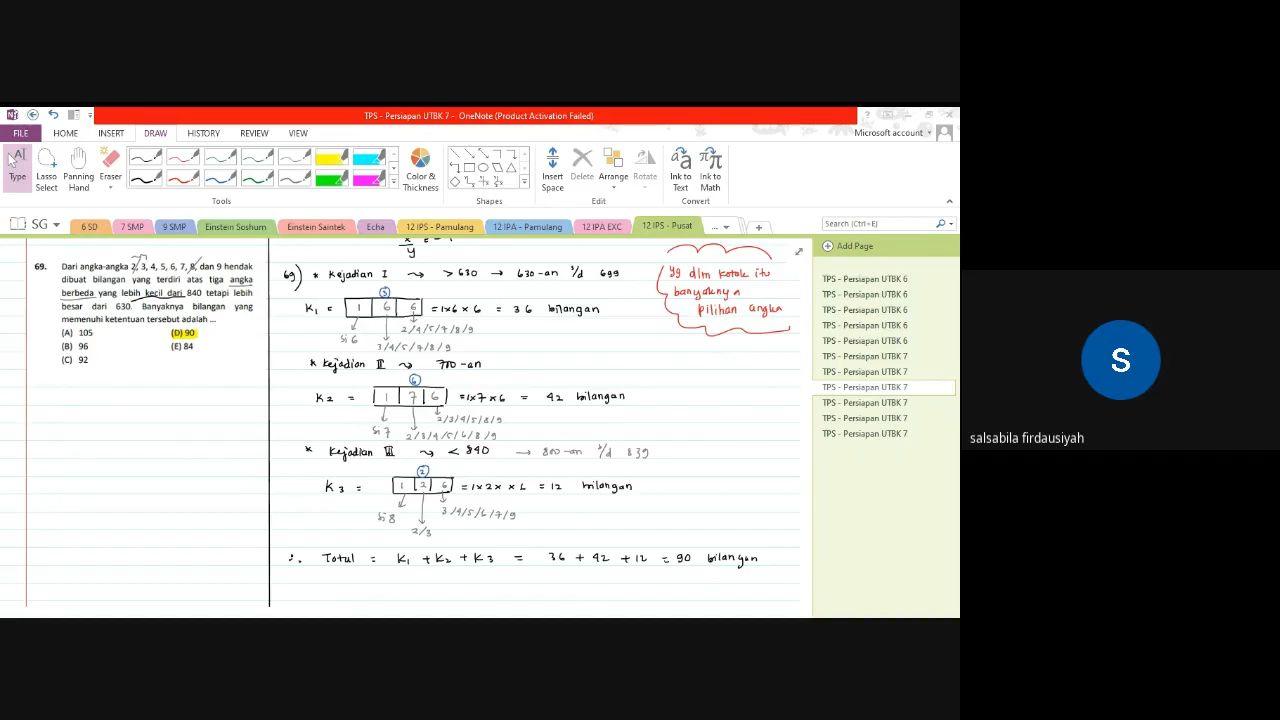 TPS - Persiapan UTBK 7 - OneNote (Product Activation Failed)
FILE HOME INSERT DRAW HISTORY REVIEW VIEW
Microsoft account
Type
Lasso Select
Panning Hand
Eraser
Color & Thickness
Insert Space
Delete
Arrange
Rotate
Ink to Text
Ink to Math
Tools
Shapes
Edit
Convert
SG
6 SD
7 SMP
9 SMP
Einstein Soshum
Einstein Saintek
Echa
12 IPS - Pamulang
12 IPA - Pamulang
12 IPA EXC
12 IPS - Pusat
...
Search (Ctrl+E)
69. Dari angka-angka 2, 3, 4, 5, 6, 7, 8, dan 9 hendak
dibuat bilangan yang terdiri atas tiga angka
berbeda yang lebih kecil dari 840 tetapi lebih
besar dari 630. Banyaknya bilangan yang
memenuhi ketentuan tersebut adalah ...
(A) 105 (D) 90
(B) 96 (E) 84
(C) 92
x
y
69) * Kejadian I > 630 → 630-an s/d 699
5
K1 = 1 6 6 = 1x6x6 = 36 bilangan
2/4/5/7/8/9
si 6
3/4/5/7/8/9
* Kejadian II 700-an
6
K2 = 1 7 6 = 1x7x6 = 42 bilangan
2/3/4/5/8/9
si 7
2/3/4/5/6/8/9
* Kejadian III < 840 → 800-an s/d 839
2
K3 = 1 2 6 = 1x2x x6 = 12 bilangan
3/4/5/6/7/9
si 8
2/3
∴ Total = K1 + K2 + K3 = 36 + 42 + 12 = 90 bilangan
yg dlm kotak itu
banyaknya
pilihan angka
Add Page
TPS - Persiapan UTBK 6
TPS - Persiapan UTBK 6
TPS - Persiapan UTBK 6
TPS - Persiapan UTBK 6
TPS - Persiapan UTBK 6
TPS - Persiapan UTBK 7
TPS - Persiapan UTBK 7
TPS - Persiapan UTBK 7
TPS - Persiapan UTBK 7
TPS - Persiapan UTBK 7
TPS - Persiapan UTBK 7
S
salsabila firdausiyah